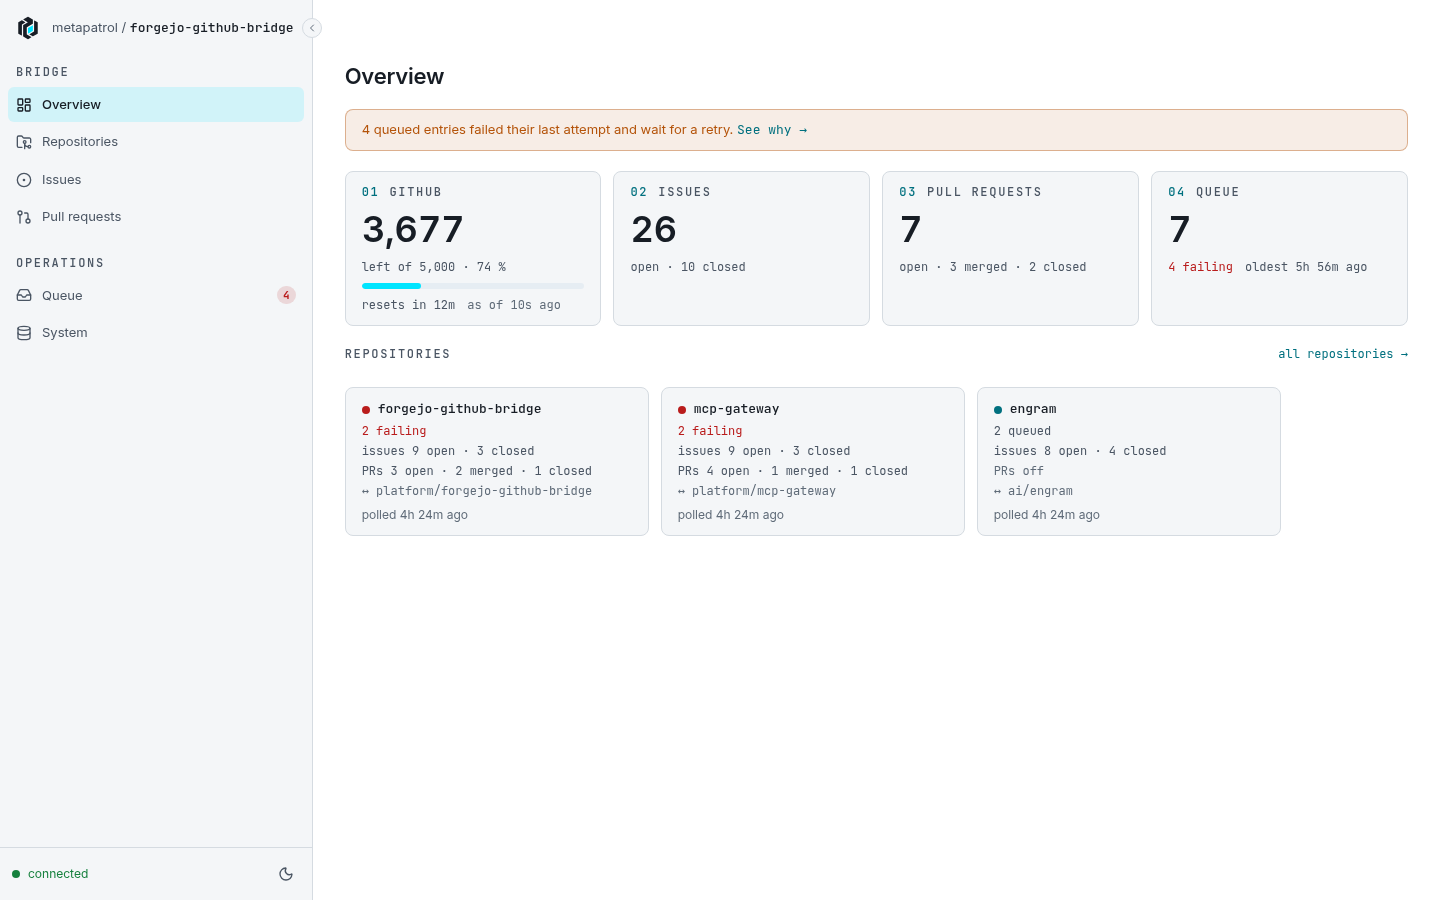 metapatrol / forgejo-github-bridge
BRIDGE
Overview
Repositories
Issues
Pull requests
OPERATIONS
Queue
4
System
connected
Overview
4 queued entries failed their last attempt and wait for a retry. See why →
01 GITHUB
3,677
left of 5,000 · 74 %
resets in 12m as of 10s ago
02 ISSUES
26
open · 10 closed
03 PULL REQUESTS
7
open · 3 merged · 2 closed
04 QUEUE
7
4 failing oldest 5h 56m ago
REPOSITORIES
all repositories →
forgejo-github-bridge
2 failing
issues 9 open · 3 closed
PRs 3 open · 2 merged · 1 closed
↔ platform/forgejo-github-bridge
polled 4h 24m ago
mcp-gateway
2 failing
issues 9 open · 3 closed
PRs 4 open · 1 merged · 1 closed
↔ platform/mcp-gateway
polled 4h 24m ago
engram
2 queued
issues 8 open · 4 closed
PRs off
↔ ai/engram
polled 4h 24m ago